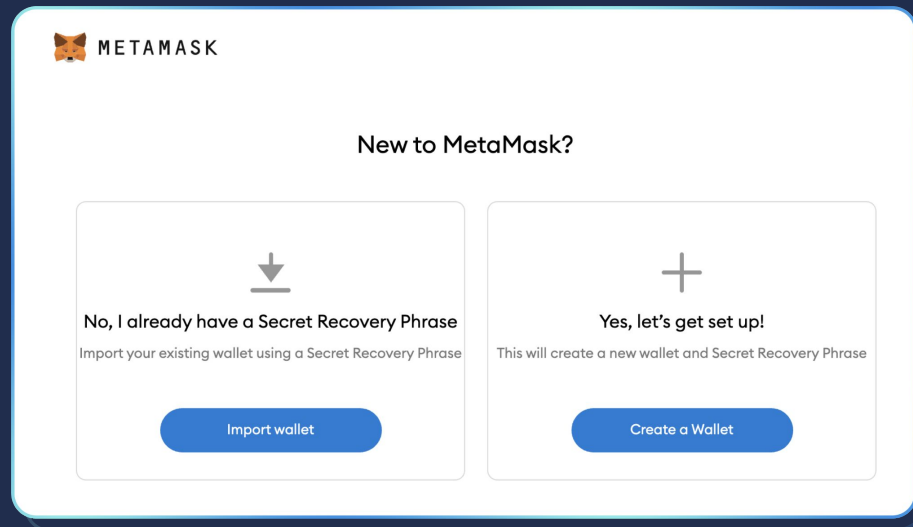 METAMASK
New to MetaMask?
No, I already have a Secret Recovery Phrase
Import your existing wallet using a Secret Recovery Phrase
Import wallet
Yes, let’s get set up!
This will create a new wallet and Secret Recovery Phrase
Create a Wallet